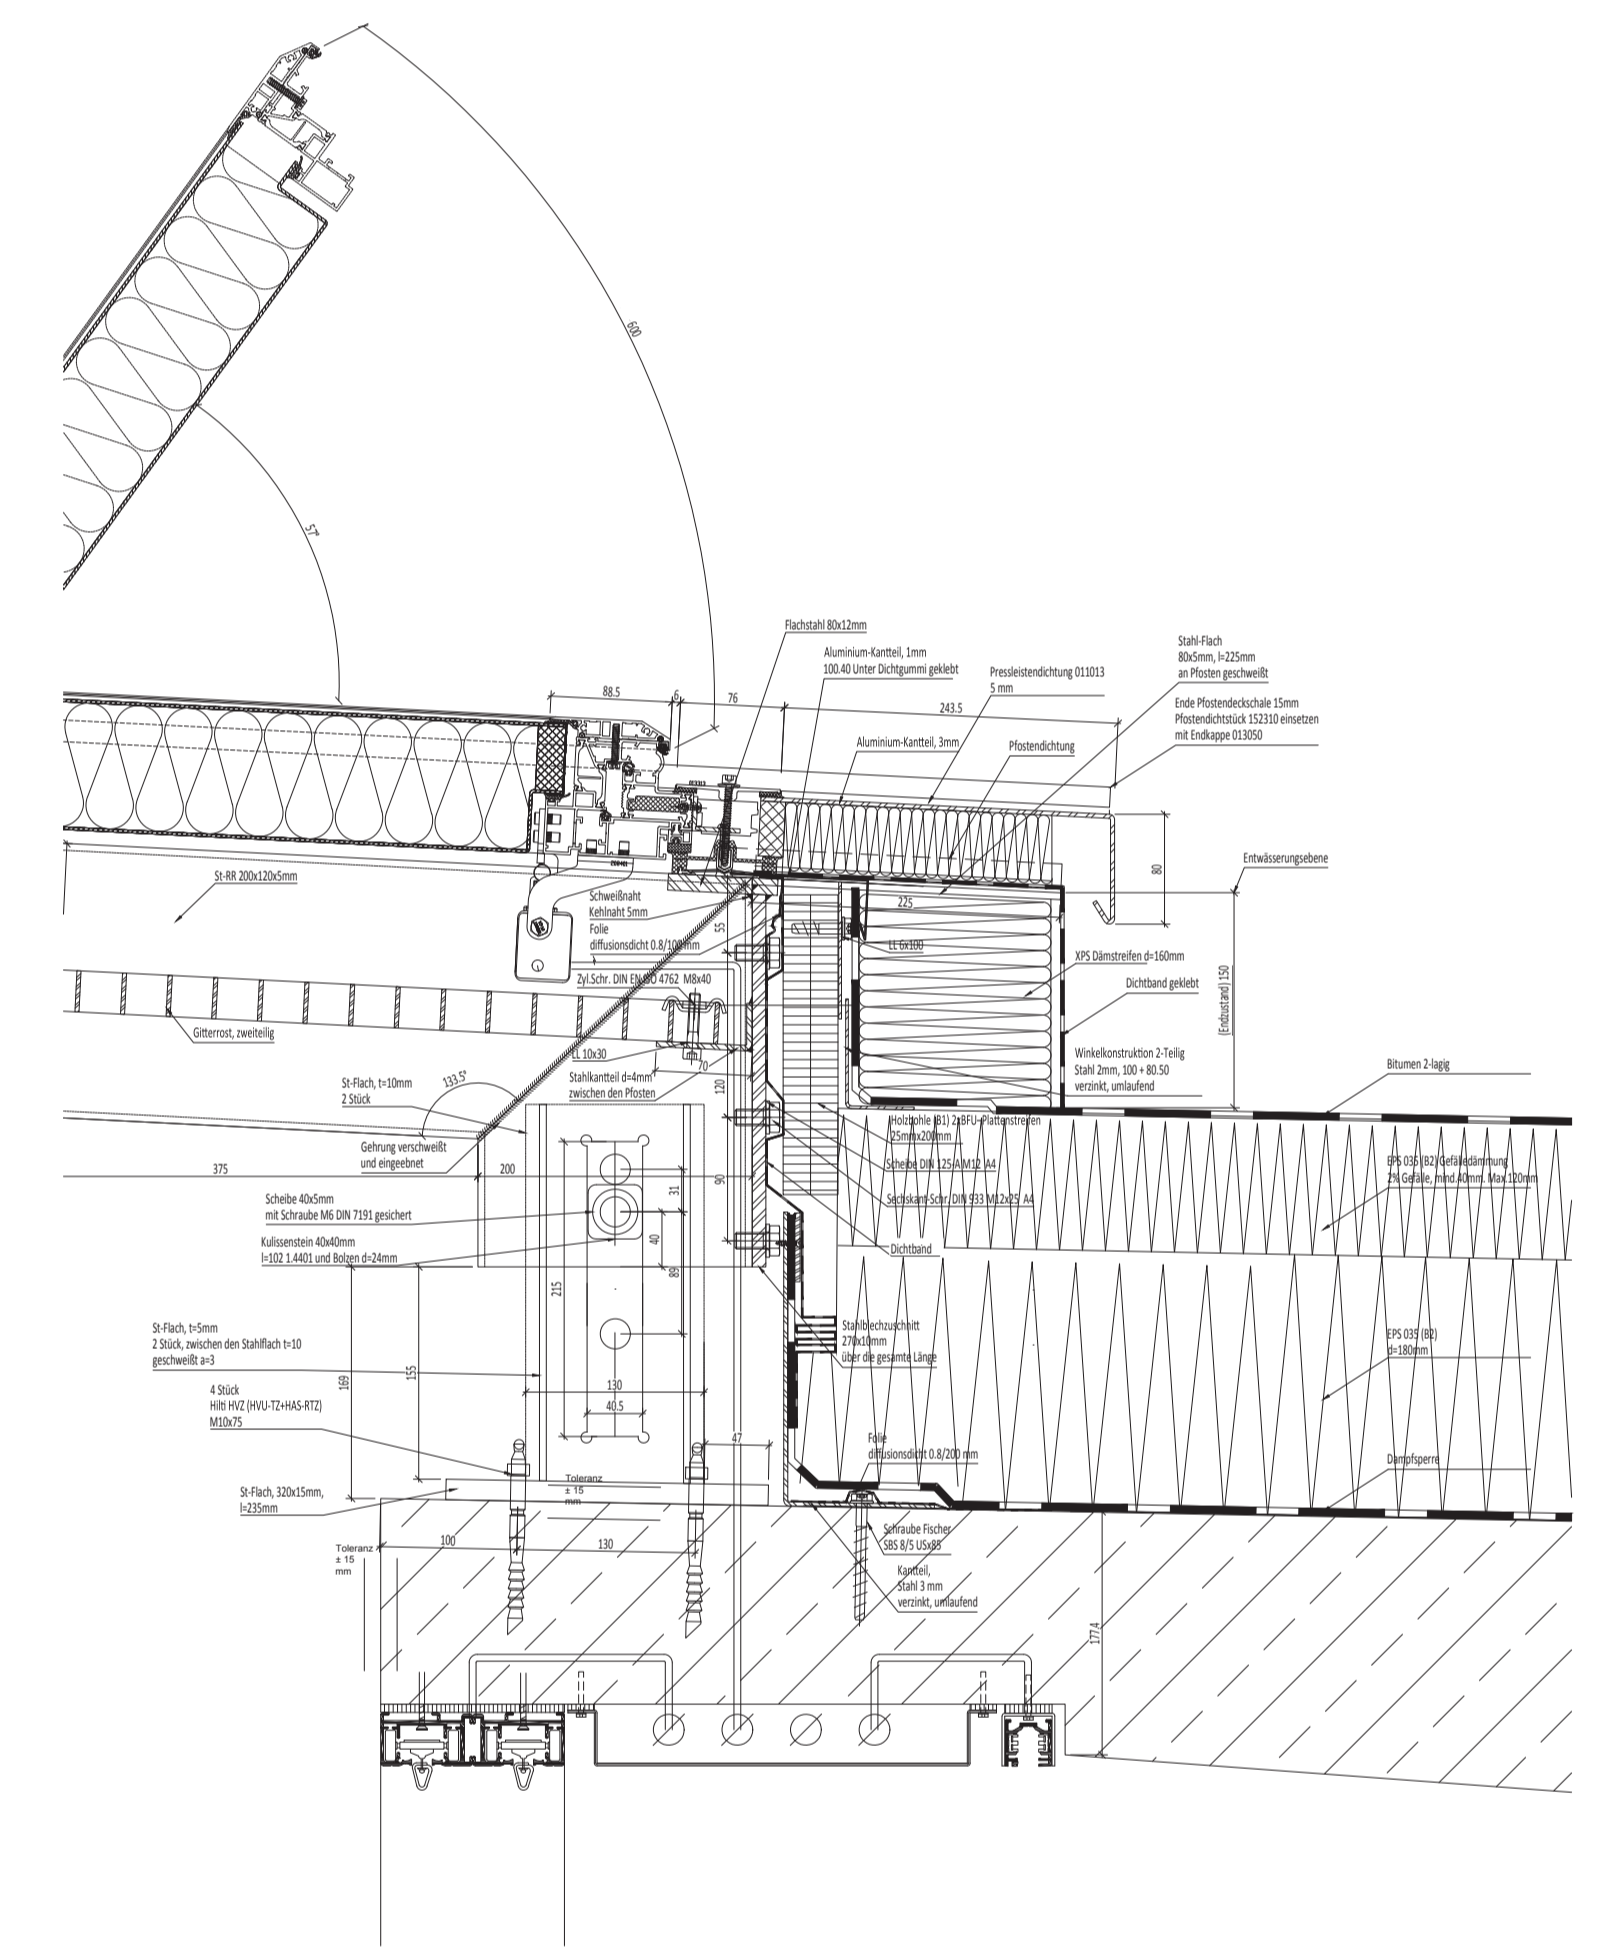 600
57°
Flachstahl 80x12mm
Aluminium-Kantteil, 1mm
100.40 Unter Dichtgummi geklebt
Pressleistendichtung 011013
5 mm
Stahl-Flach
80x5mm, l=225mm
an Pfosten geschweißt
88.5
6
76
243.5
Ende Pfostendeckschale 15mm
Pfostendichtstück 152310 einsetzen
mit Endkappe 013050
Aluminium-Kantteil, 3mm
Pfostendichtung
80
Entwässerungsebene
St-RR 200x120x5mm
Schweißnaht
Kehlnaht 5mm
Folie
diffusionsdicht 0.8/100mm
55
225
LL 6x100
XPS Dämstreifen d=160mm
Dichtband geklebt
(Endzustand) 150
Zyl.Schr. DIN EN ISO 4762 M8x40
Gitterrost, zweiteilig
LL 10x30
70
Stahlkantteil d=4mm
zwischen den Pfosten
120
Winkelkonstruktion 2-Teilig
Stahl 2mm, 100 + 80.50
verzinkt, umlaufend
Bitumen 2-lagig
St-Flach, t=10mm
2 Stück
133.5°
Gehrung verschweißt
und eingeebnet
Holzbohle (B1) 2xBFU-Plattenstreifen
25mmx200mm
Scheibe DIN 125-A M12 A4
Sechskant-Schr. DIN 933 M12x25 A4
EPS 035 (B2) Gefälledämmung
2% Gefälle, mind.40mm. Max.120mm
375
200
31
90
Scheibe 40x5mm
mit Schraube M6 DIN 7191 gesichert
Kulissenstein 40x40mm
l=102 1.4401 und Bolzen d=24mm
40
89
215
Dichtband
St-Flach, t=5mm
2 Stück, zwischen den Stahlflach t=10
geschweißt a=3
Stahlblechzuschnitt
270x10mm
über die gesamte Länge
EPS 035 (B2)
d=180mm
169
155
130
40.5
47
4 Stück
Hilti HVZ (HVU-TZ+HAS-RTZ)
M10x75
Folie
diffusionsdicht 0.8/200 mm
Dampfsperre
Toleranz
± 15
mm
St-Flach, 320x15mm,
l=235mm
Toleranz
± 15
mm
100
130
Schraube Fischer
SBS 8/5 USx85
Kantteil,
Stahl 3 mm
verzinkt, umlaufend
177.4